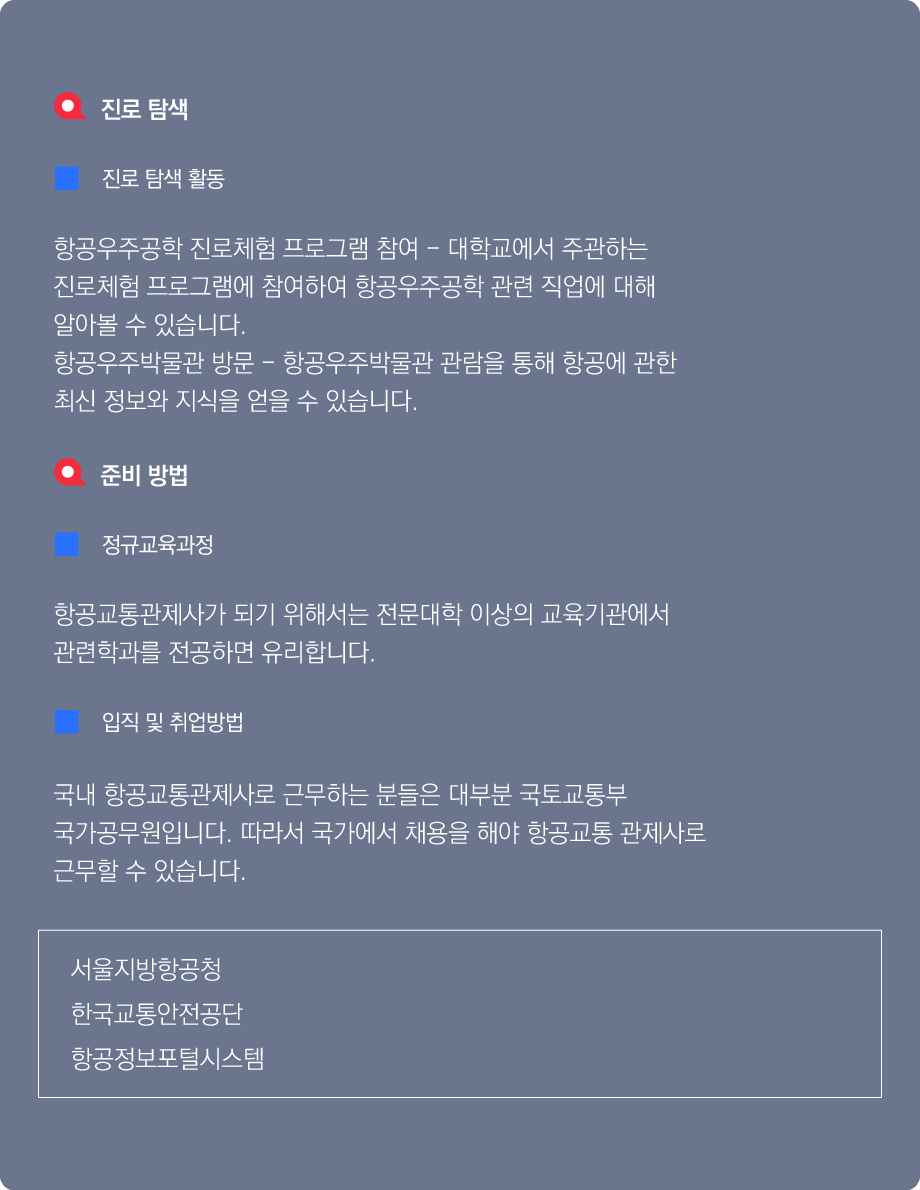 진로 탐색
진로 탐색 활동
항공우주공학 진로체험 프로그램 참여 - 대학교에서 주관하는
진로체험 프로그램에 참여하여 항공우주공학 관련 직업에 대해
알아볼 수 있습니다.
항공우주박물관 방문 - 항공우주박물관 관람을 통해 항공에 관한
최신 정보와 지식을 얻을 수 있습니다.
준비 방법
정규교육과정
항공교통관제사가 되기 위해서는 전문대학 이상의 교육기관에서
관련학과를 전공하면 유리합니다.
입직 및 취업방법
국내 항공교통관제사로 근무하는 분들은 대부분 국토교통부
국가공무원입니다. 따라서 국가에서 채용을 해야 항공교통 관제사로
근무할 수 있습니다.
서울지방항공청
한국교통안전공단
항공정보포털시스템